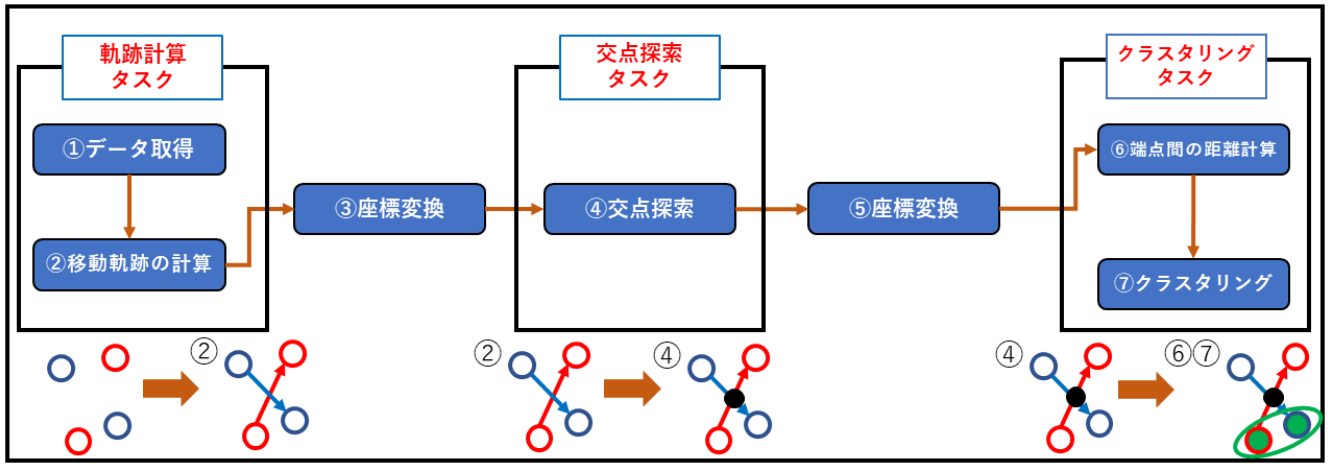 軌跡計算
タスク
①データ取得
②移動軌跡の計算
③座標変換
交点探索
タスク
④交点探索
⑤座標変換
クラスタリング
タスク
⑥端点間の距離計算
⑦クラスタリング
②
②
④
④
⑥⑦